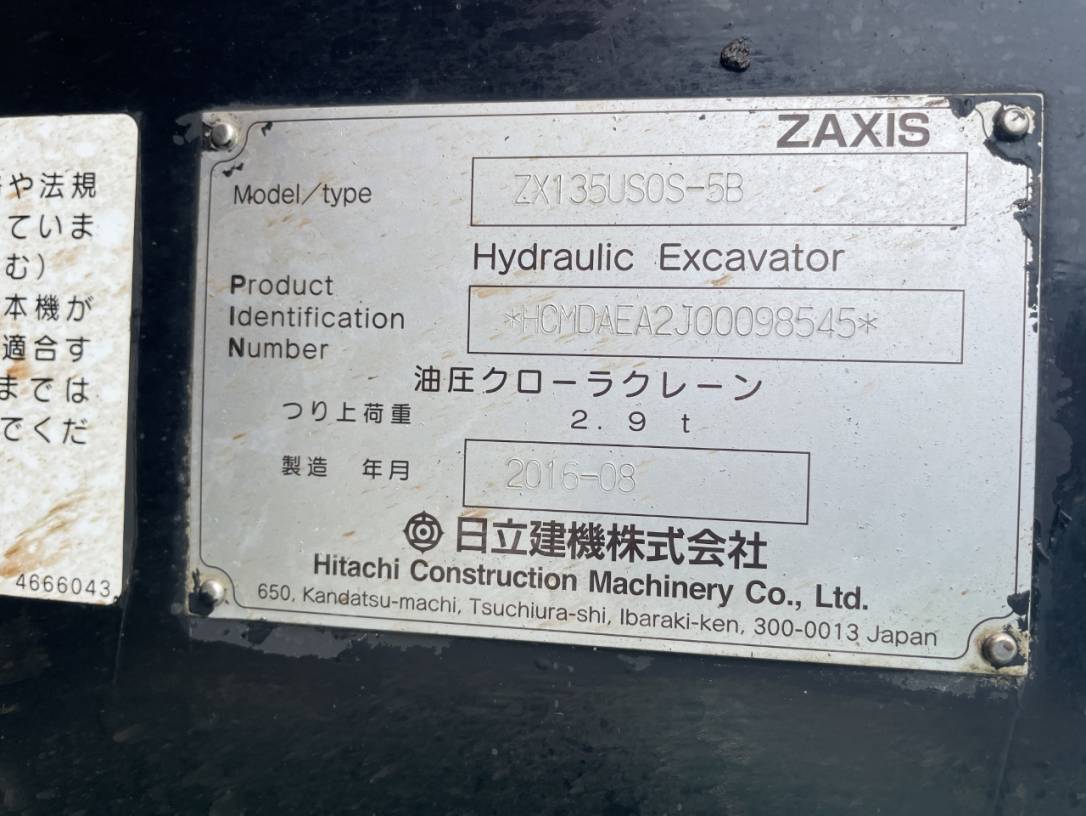 や法規
ていま
む）
本機が
適合す
までは
でくだ
4666043
ZAXIS
Model/type ZX135USOS-5B
Hydraulic Excavator
Product
Identification
Number
*HCMDAEA2J00098545*
油圧クローラクレーン
つり上荷重 2.9 t
製造 年月 2016-08
日立建機株式会社
Hitachi Construction Machinery Co., Ltd.
650, Kandatsu-machi, Tsuchiura-shi, Ibaraki-ken, 300-0013 Japan